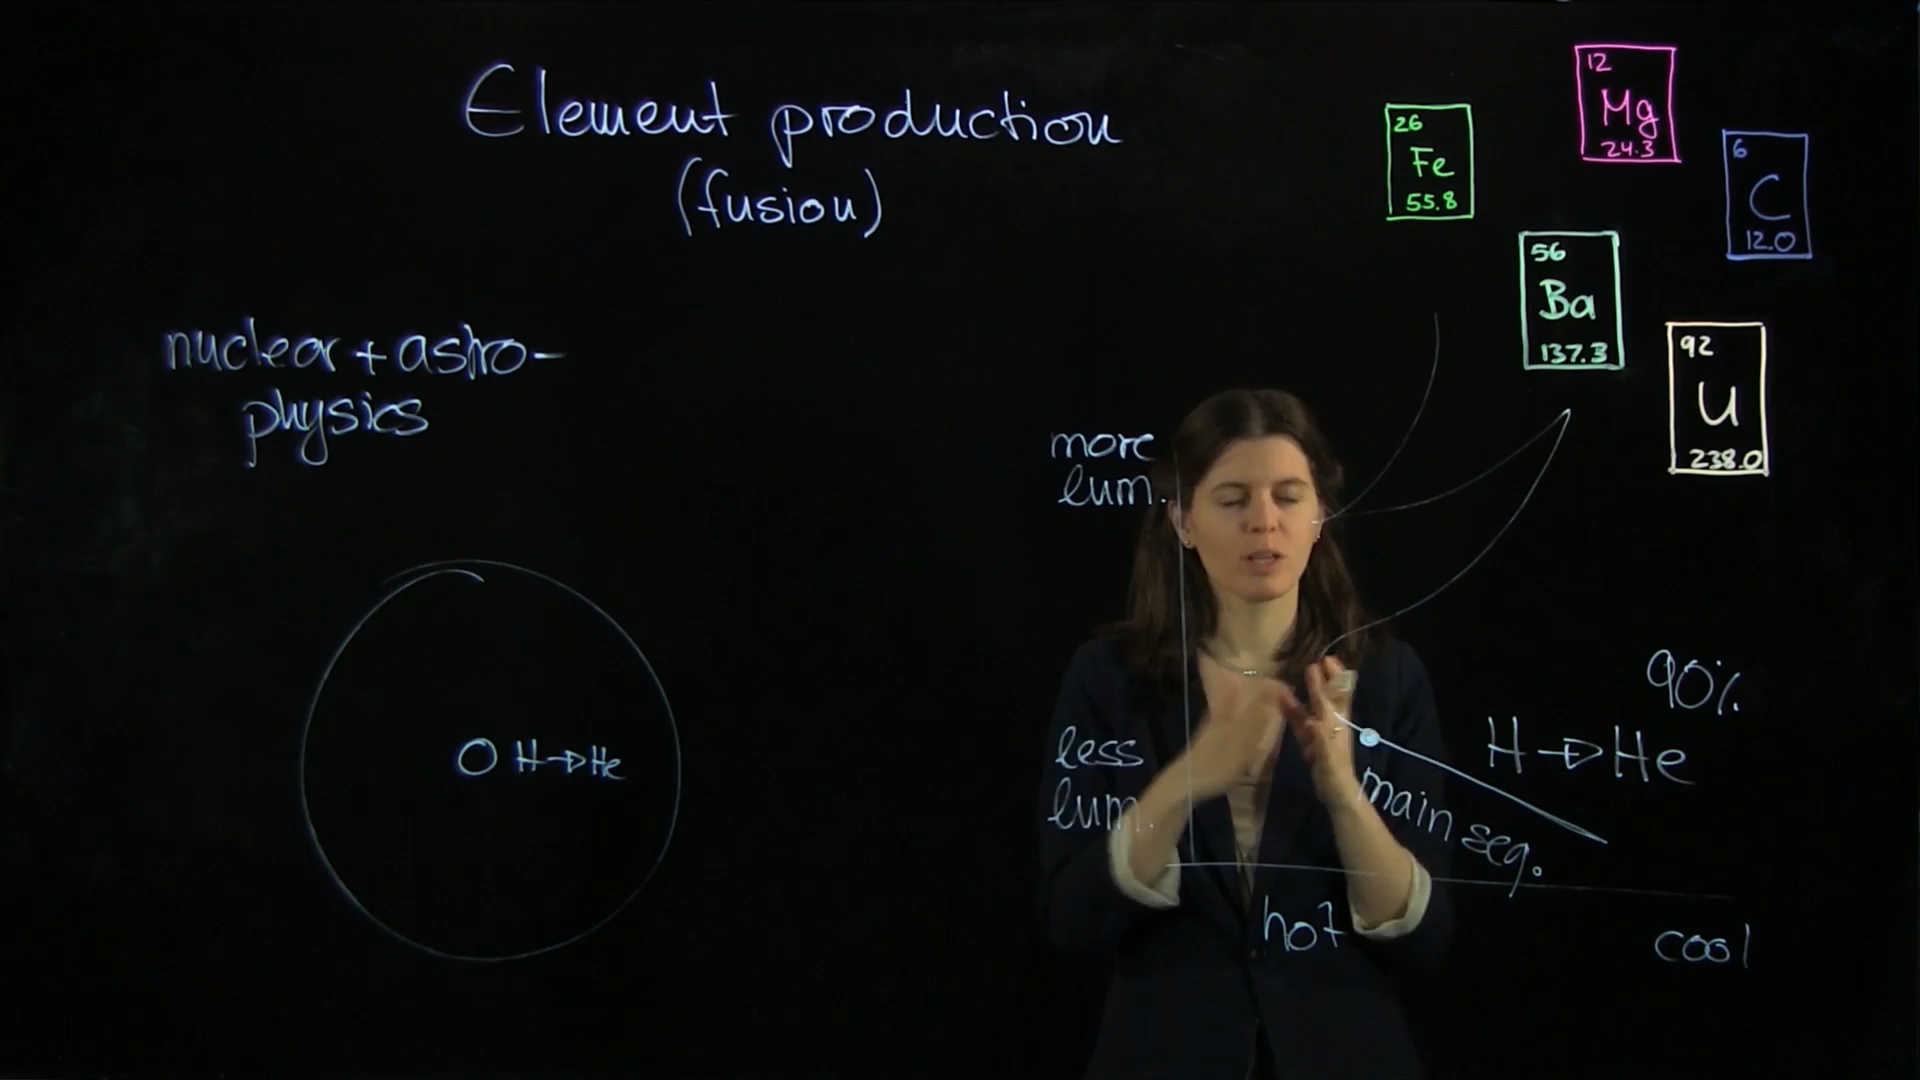 Element production
(fusion)
26
Fe
55.8
12
Mg
24.3
6
C
12.0
56
Ba
137.3
92
U
238.0
nuclear + astro-
physics
more
lum.
less
lum.
O H→He
90%
H→He
main seq.
hot
cool